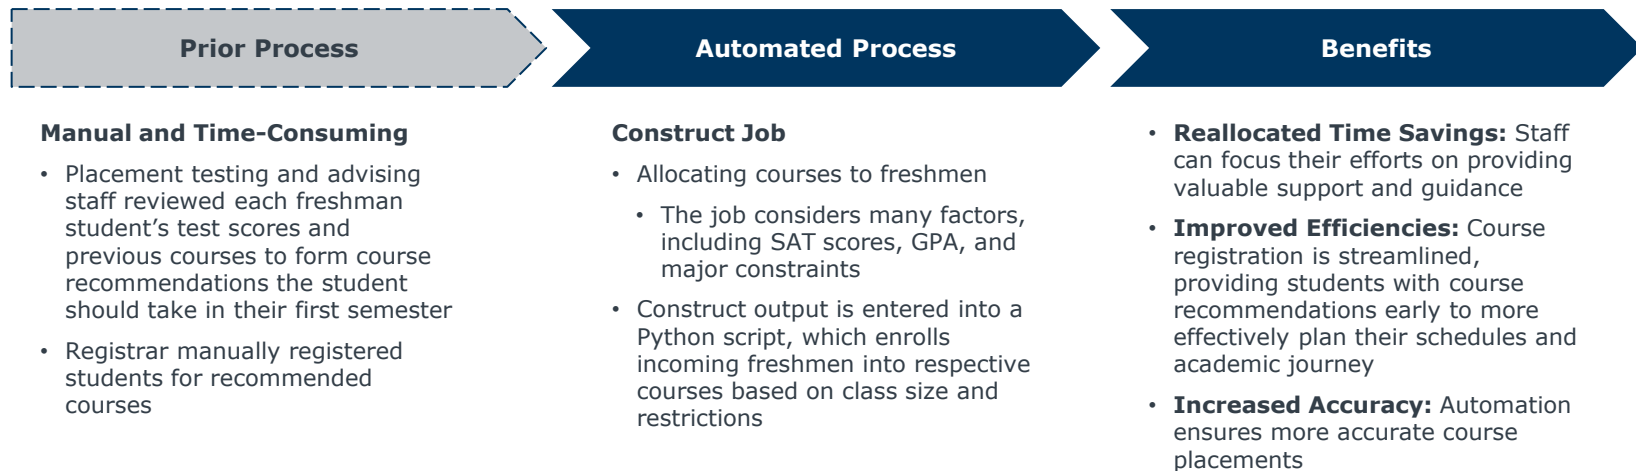 Prior Process
Automated Process
Benefits
Manual and Time-Consuming
• Placement testing and advising
staff reviewed each freshman
student’s test scores and
previous courses to form course
recommendations the student
should take in their first semester
• Registrar manually registered
students for recommended
courses
Construct Job
• Allocating courses to freshmen
• The job considers many factors,
including SAT scores, GPA, and
major constraints
• Construct output is entered into a
Python script, which enrolls
incoming freshmen into respective
courses based on class size and
restrictions
• Reallocated Time Savings: Staff
can focus their efforts on providing
valuable support and guidance
• Improved Efficiencies: Course
registration is streamlined,
providing students with course
recommendations early to more
effectively plan their schedules and
academic journey
• Increased Accuracy: Automation
ensures more accurate course
placements